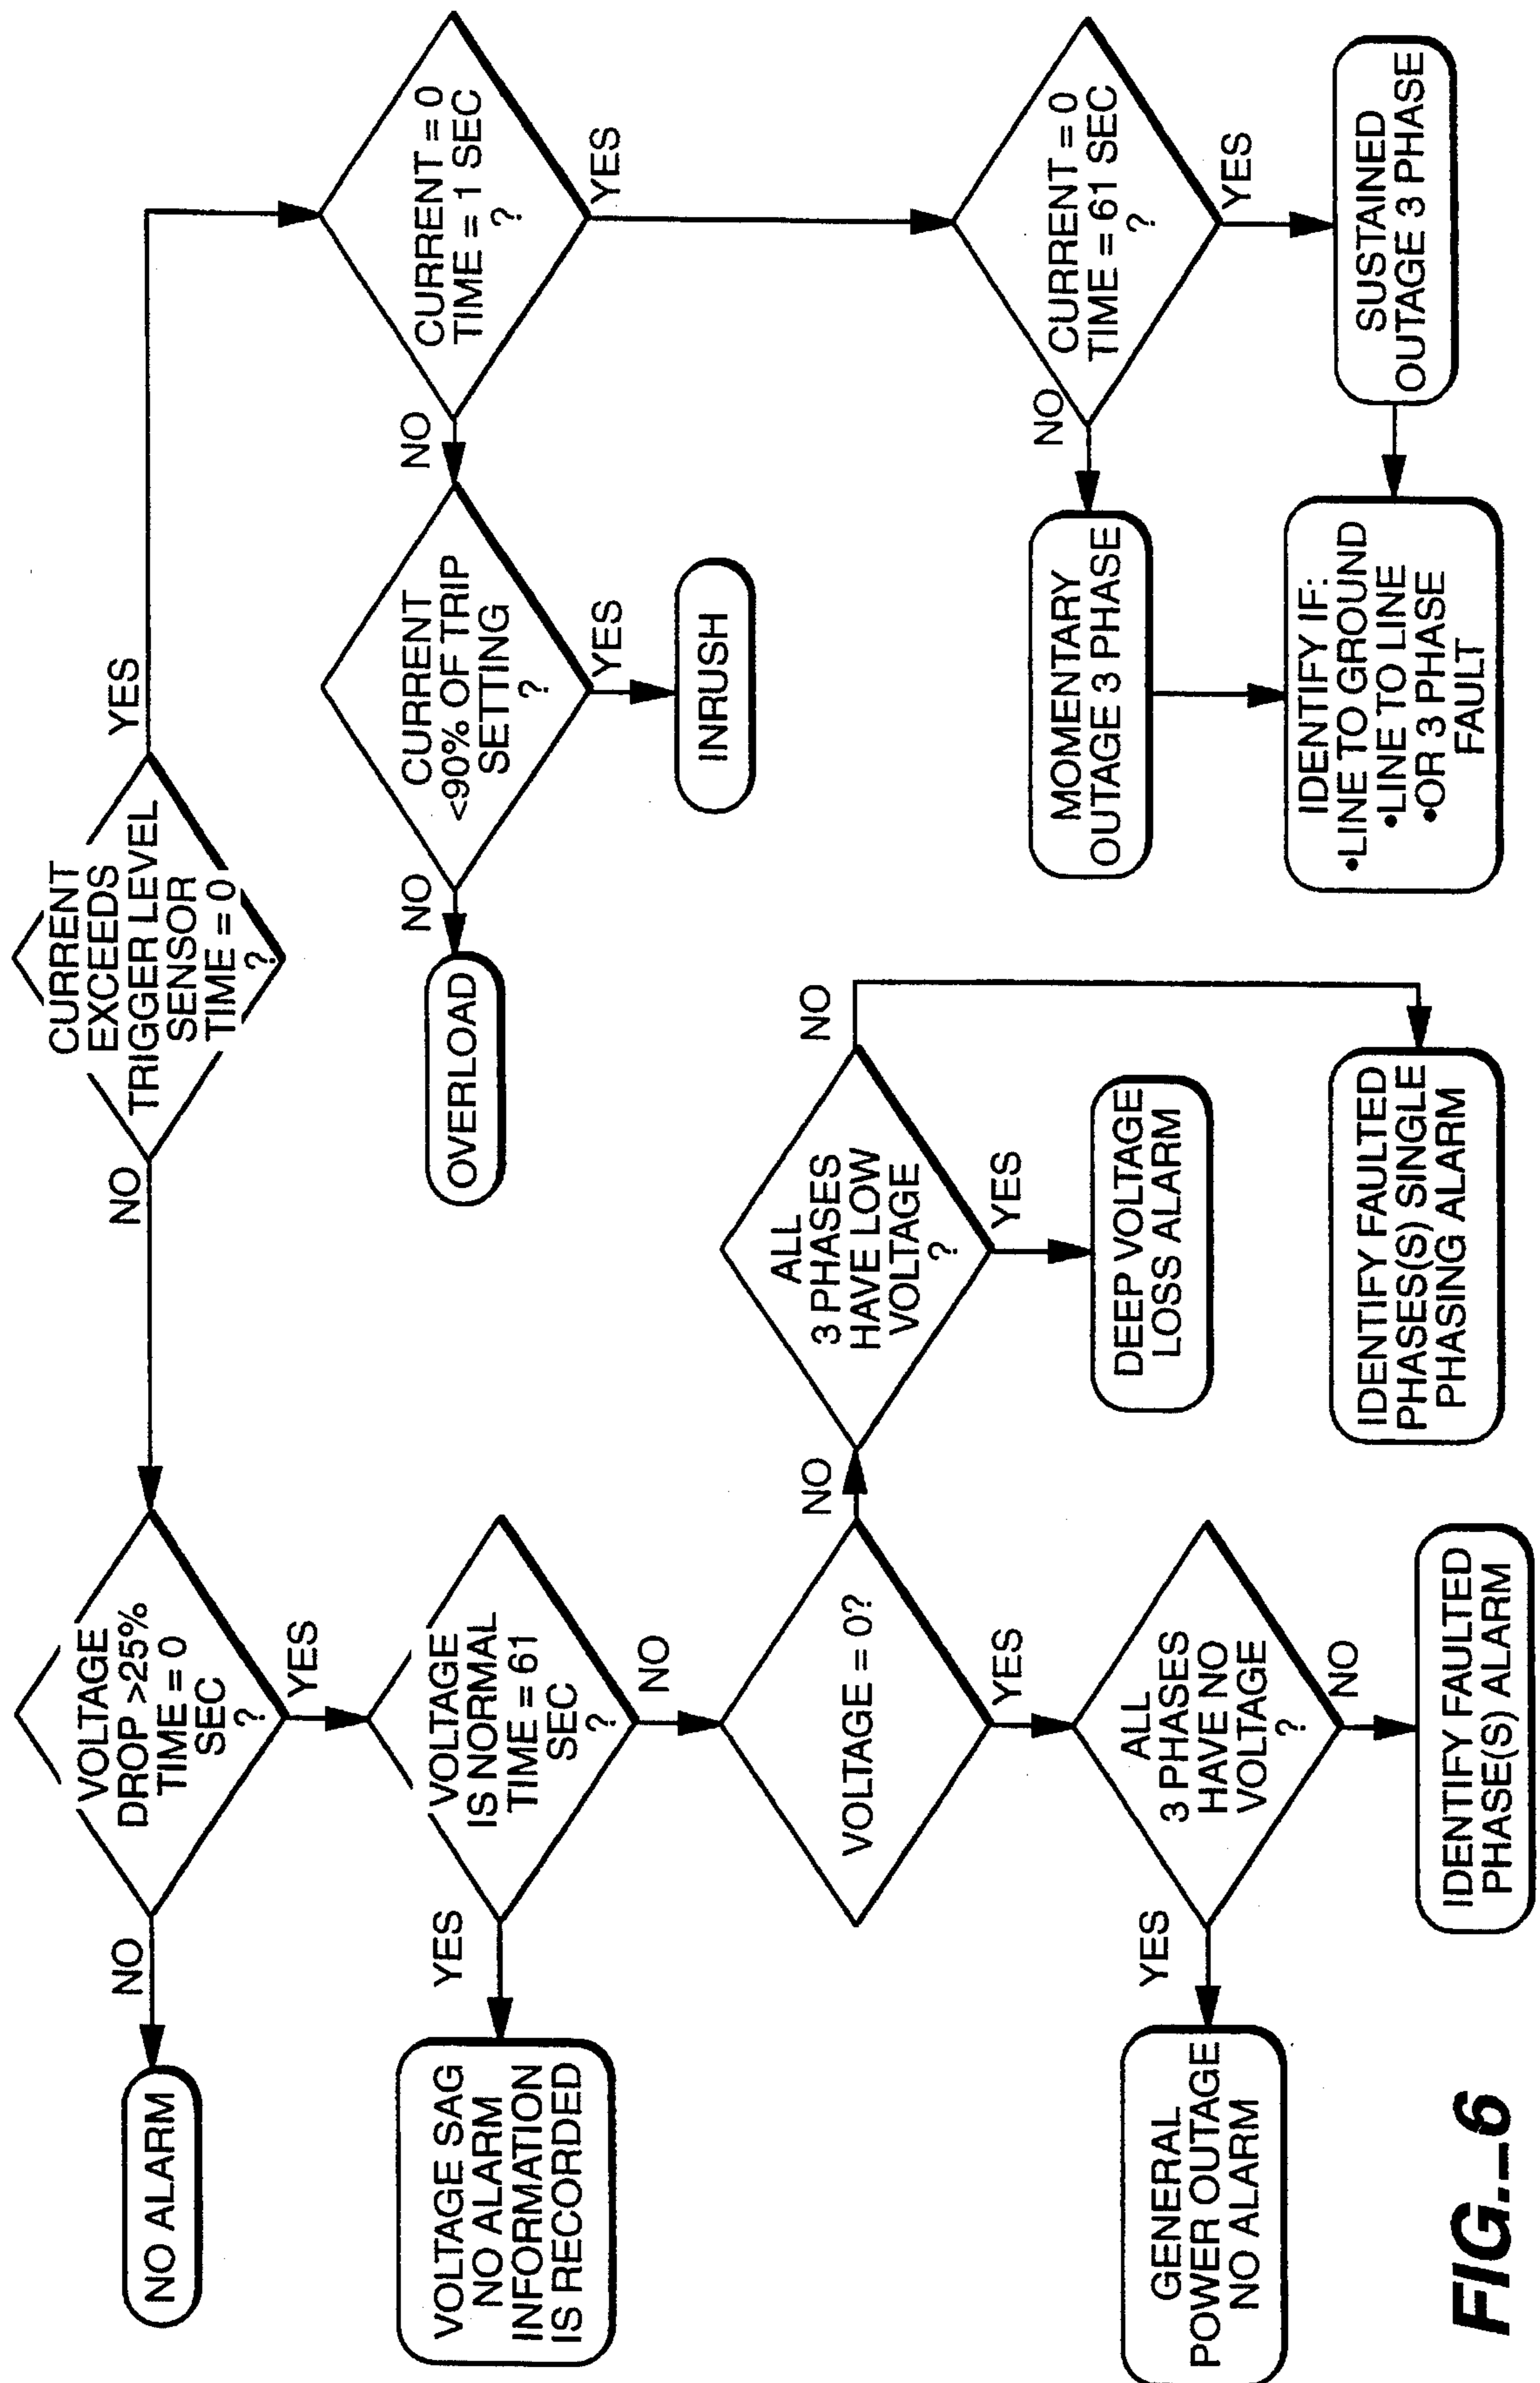 CURRENT
EXCEEDS
TRIGGER LEVEL
SENSOR
TIME = 0
?
NO
YES
VOLTAGE
DROP >25%
TIME = 0
SEC
?
NO
YES
NO ALARM
VOLTAGE
IS NORMAL
TIME = 61
SEC
?
YES
NO
VOLTAGE SAG
NO ALARM
INFORMATION
IS RECORDED
VOLTAGE = 0?
NO
YES
ALL
3 PHASES
HAVE LOW
VOLTAGE
?
NO
YES
DEEP VOLTAGE
LOSS ALARM
IDENTIFY FAULTED
PHASES(S) SINGLE
PHASING ALARM
ALL
3 PHASES
HAVE NO
VOLTAGE
?
YES
NO
GENERAL
POWER OUTAGE
NO ALARM
IDENTIFY FAULTED
PHASE(S) ALARM
CURRENT = 0
TIME = 1 SEC
?
NO
YES
CURRENT
<90% OF TRIP
SETTING
?
NO
YES
OVERLOAD
INRUSH
CURRENT = 0
TIME = 61 SEC
?
NO
YES
MOMENTARY
OUTAGE 3 PHASE
SUSTAINED
OUTAGE 3 PHASE
IDENTIFY IF:
•LINE TO GROUND
•LINE TO LINE
•OR 3 PHASE
FAULT
FIG._6